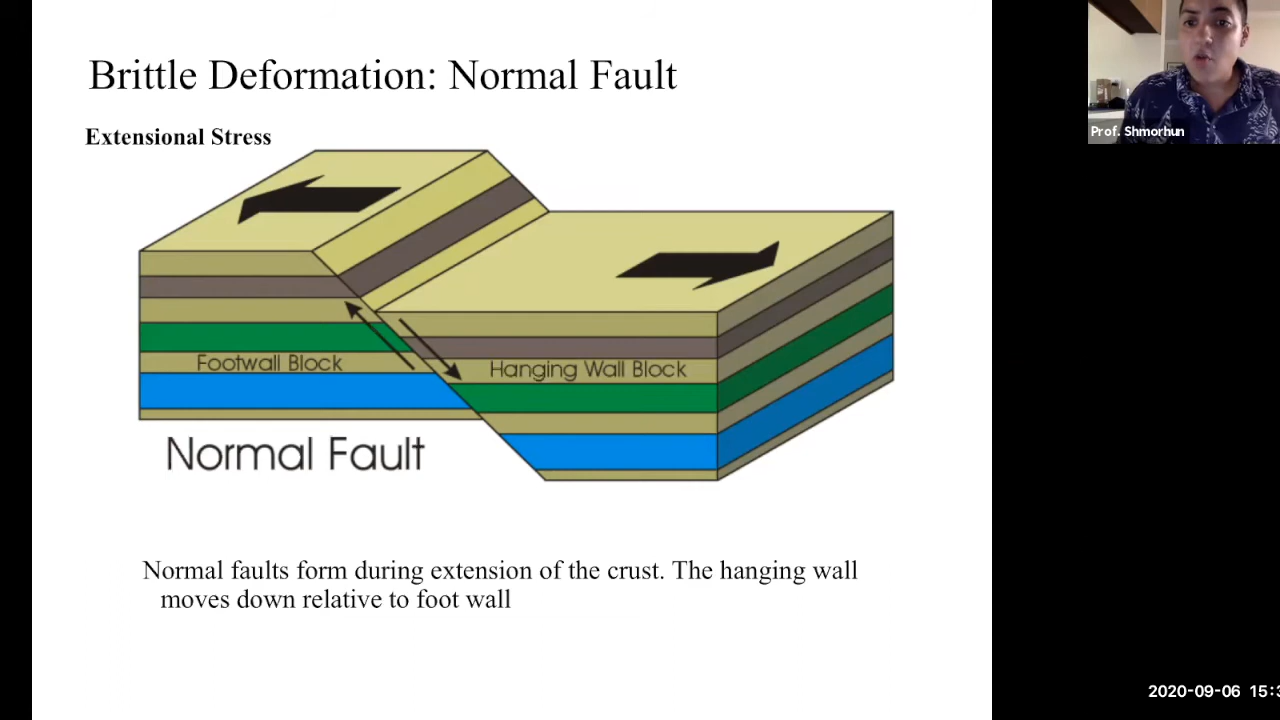 Brittle Deformation: Normal Fault
Prof. Shmorhun
Extensional Stress
Footwall Block
Hanging Wall Block
Normal Fault
Normal faults form during extension of the crust. The hanging wall
moves down relative to foot wall
2020-09-06 15:3